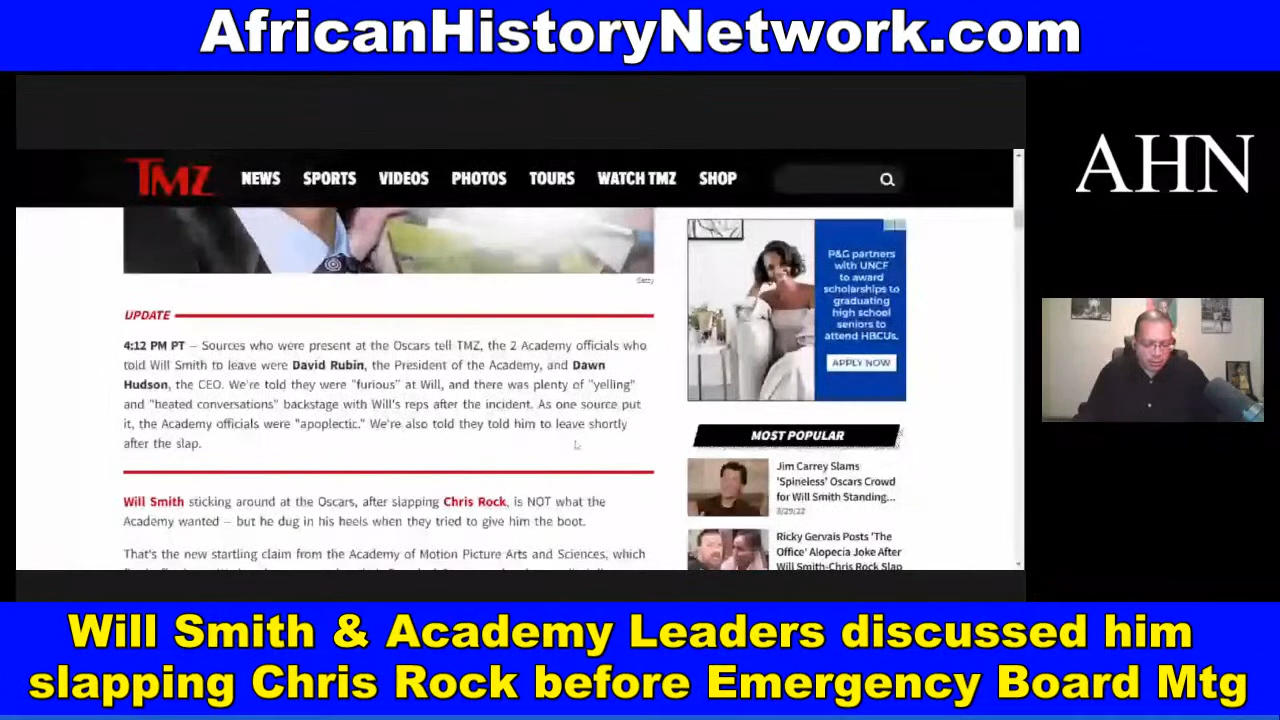 AfricanHistoryNetwork.com
AHN
TMZ NEWS SPORTS VIDEOS PHOTOS TOURS WATCH TMZ SHOP
Getty
UPDATE
4:12 PM PT – Sources who were present at the Oscars tell TMZ, the 2 Academy officials who
told Will Smith to leave were David Rubin, the President of the Academy, and Dawn
Hudson, the CEO. We're told they were "furious" at Will, and there was plenty of "yelling"
and "heated conversations" backstage with Will's reps after the incident. As one source put
it, the Academy officials were "apoplectic." We're also told they told him to leave shortly
after the slap.
Will Smith sticking around at the Oscars, after slapping Chris Rock, is NOT what the
Academy wanted – but he dug in his heels when they tried to give him the boot.
That's the new startling claim from the Academy of Motion Picture Arts and Sciences, which
P&G partners
with UNCF
to award
scholarships to
graduating
high school
seniors to
attend HBCUs.
APPLY NOW
MOST POPULAR
Jim Carrey Slams
'Spineless' Oscars Crowd
for Will Smith Standing...
3/29/22
Ricky Gervais Posts 'The
Office' Alopecia Joke After
Will Smith-Chris Rock Slap
Will Smith & Academy Leaders discussed him
slapping Chris Rock before Emergency Board Mtg